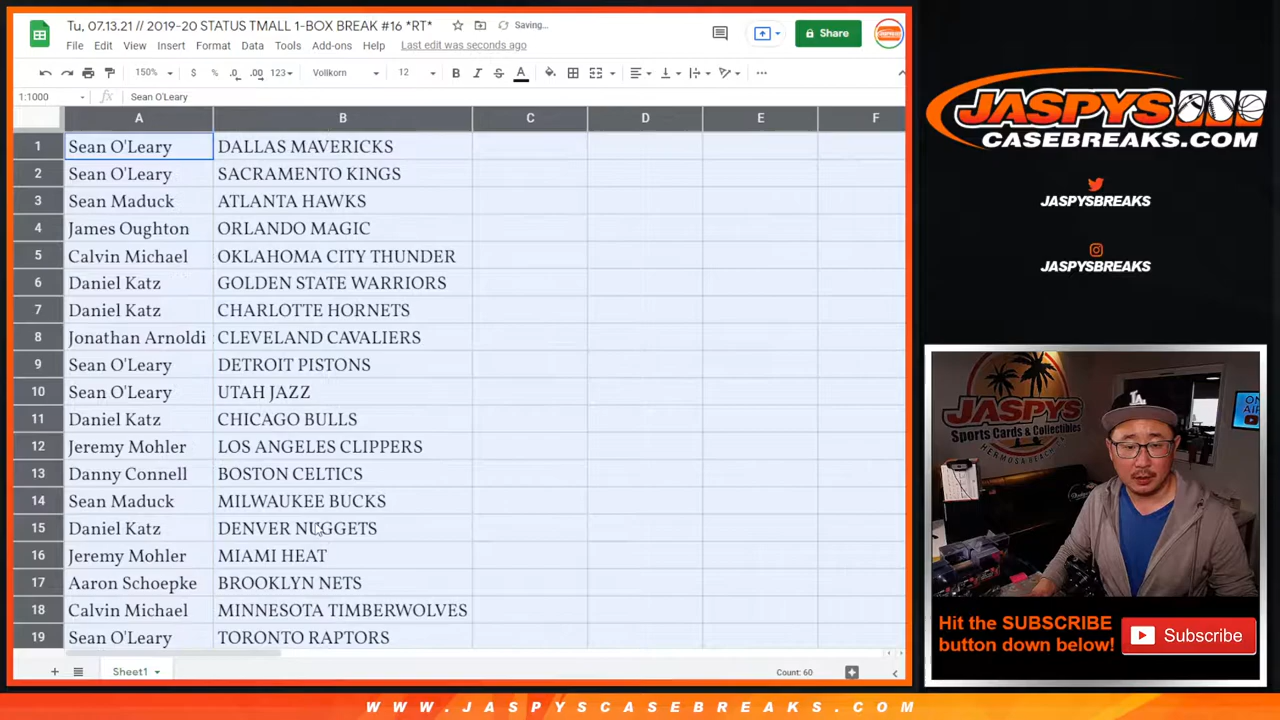 Tu, 07.13.21 // 2019-20 STATUS TMALL 1-BOX BREAK #16 *RT*
Saving...
File Edit View Insert Format Data Tools Add-ons Help Last edit was seconds ago
Share
150% $ % .0 .00 123 Vollkorn 12 B I S A
1:1000 fx Sean O'Leary
A B C D E F
1 Sean O'Leary DALLAS MAVERICKS
2 Sean O'Leary SACRAMENTO KINGS
3 Sean Maduck ATLANTA HAWKS
4 James Oughton ORLANDO MAGIC
5 Calvin Michael OKLAHOMA CITY THUNDER
6 Daniel Katz GOLDEN STATE WARRIORS
7 Daniel Katz CHARLOTTE HORNETS
8 Jonathan Arnoldi CLEVELAND CAVALIERS
9 Sean O'Leary DETROIT PISTONS
10 Sean O'Leary UTAH JAZZ
11 Daniel Katz CHICAGO BULLS
12 Jeremy Mohler LOS ANGELES CLIPPERS
13 Danny Connell BOSTON CELTICS
14 Sean Maduck MILWAUKEE BUCKS
15 Daniel Katz DENVER NUGGETS
16 Jeremy Mohler MIAMI HEAT
17 Aaron Schoepke BROOKLYN NETS
18 Calvin Michael MINNESOTA TIMBERWOLVES
19 Sean O'Leary TORONTO RAPTORS
Sheet1
Count: 60
JASPYS
CASEBREAKS.COM
JASPYSBREAKS
JASPYSBREAKS
JASPYS
Sports Cards & Collectibles
HERMOSA BEACH
LA
ON
AIR
Hit the SUBSCRIBE
button down below!
Subscribe
WWW.JASPYSCASEBREAKS.COM